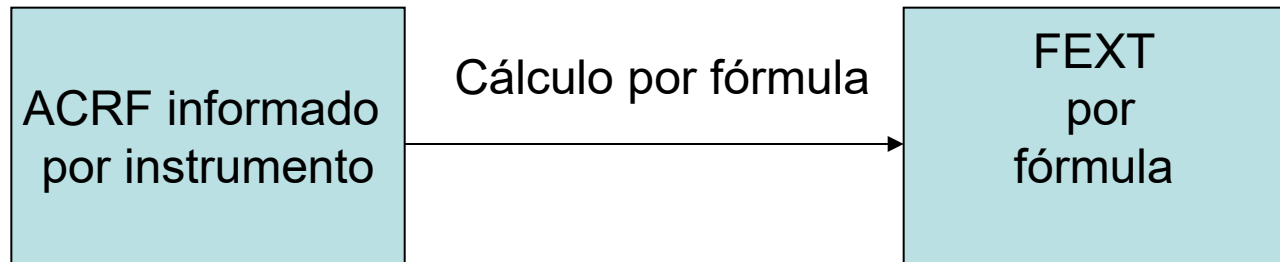 ACRF informado
por instrumento
Cálculo por fórmula
FEXT
por
fórmula